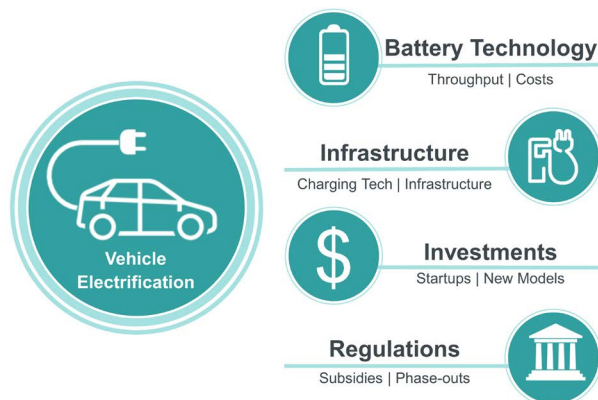 Vehicle
Electrification
Battery Technology
Throughput | Costs
Infrastructure
Charging Tech | Infrastructure
$
Investments
Startups | New Models
Regulations
Subsidies | Phase-outs